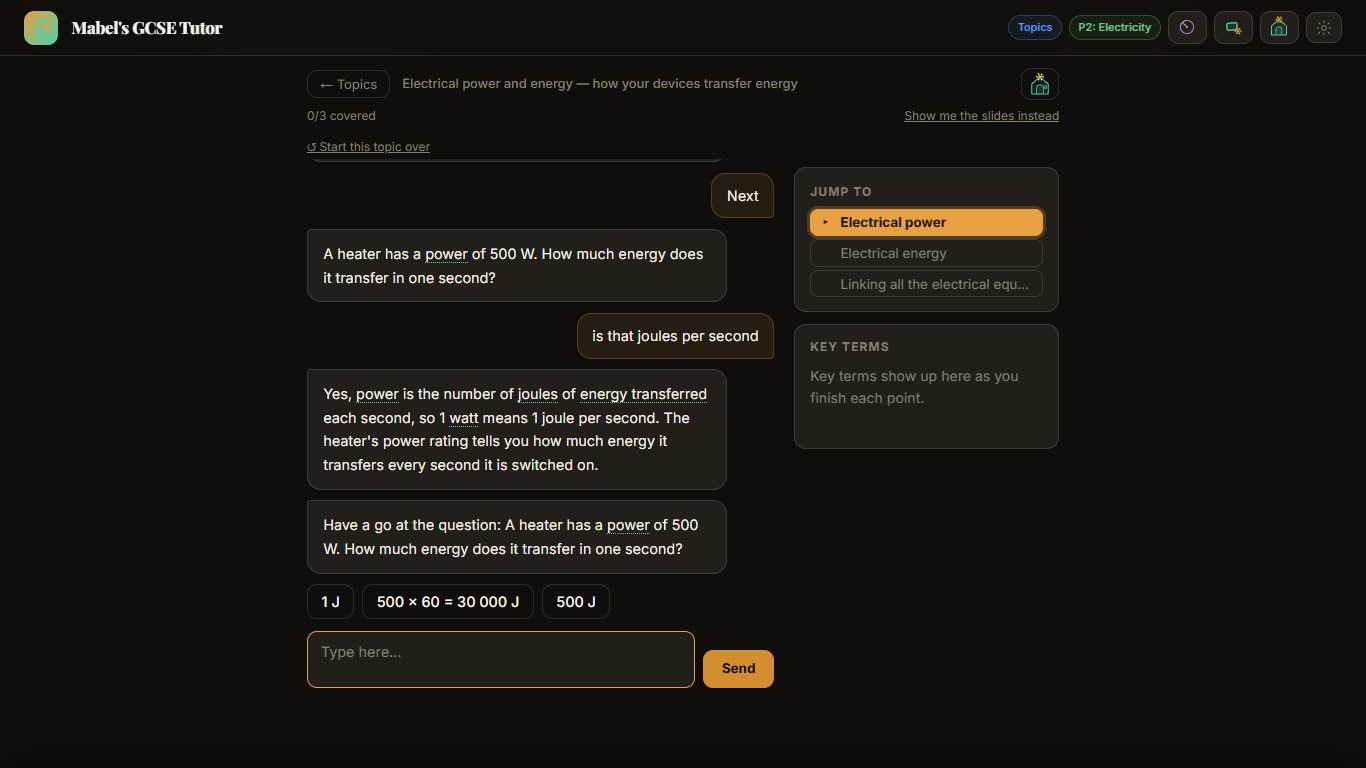 Mabel's GCSE Tutor
Topics
P2: Electricity
← Topics
Electrical power and energy — how your devices transfer energy
0/3 covered
Show me the slides instead
↺ Start this topic over
Next
A heater has a power of 500 W. How much energy does
it transfer in one second?
is that joules per second
Yes, power is the number of joules of energy transferred
each second, so 1 watt means 1 joule per second. The
heater's power rating tells you how much energy it
transfers every second it is switched on.
Have a go at the question: A heater has a power of 500
W. How much energy does it transfer in one second?
1 J
500 × 60 = 30 000 J
500 J
Type here...
Send
JUMP TO
‣ Electrical power
Electrical energy
Linking all the electrical equ...
KEY TERMS
Key terms show up here as you
finish each point.